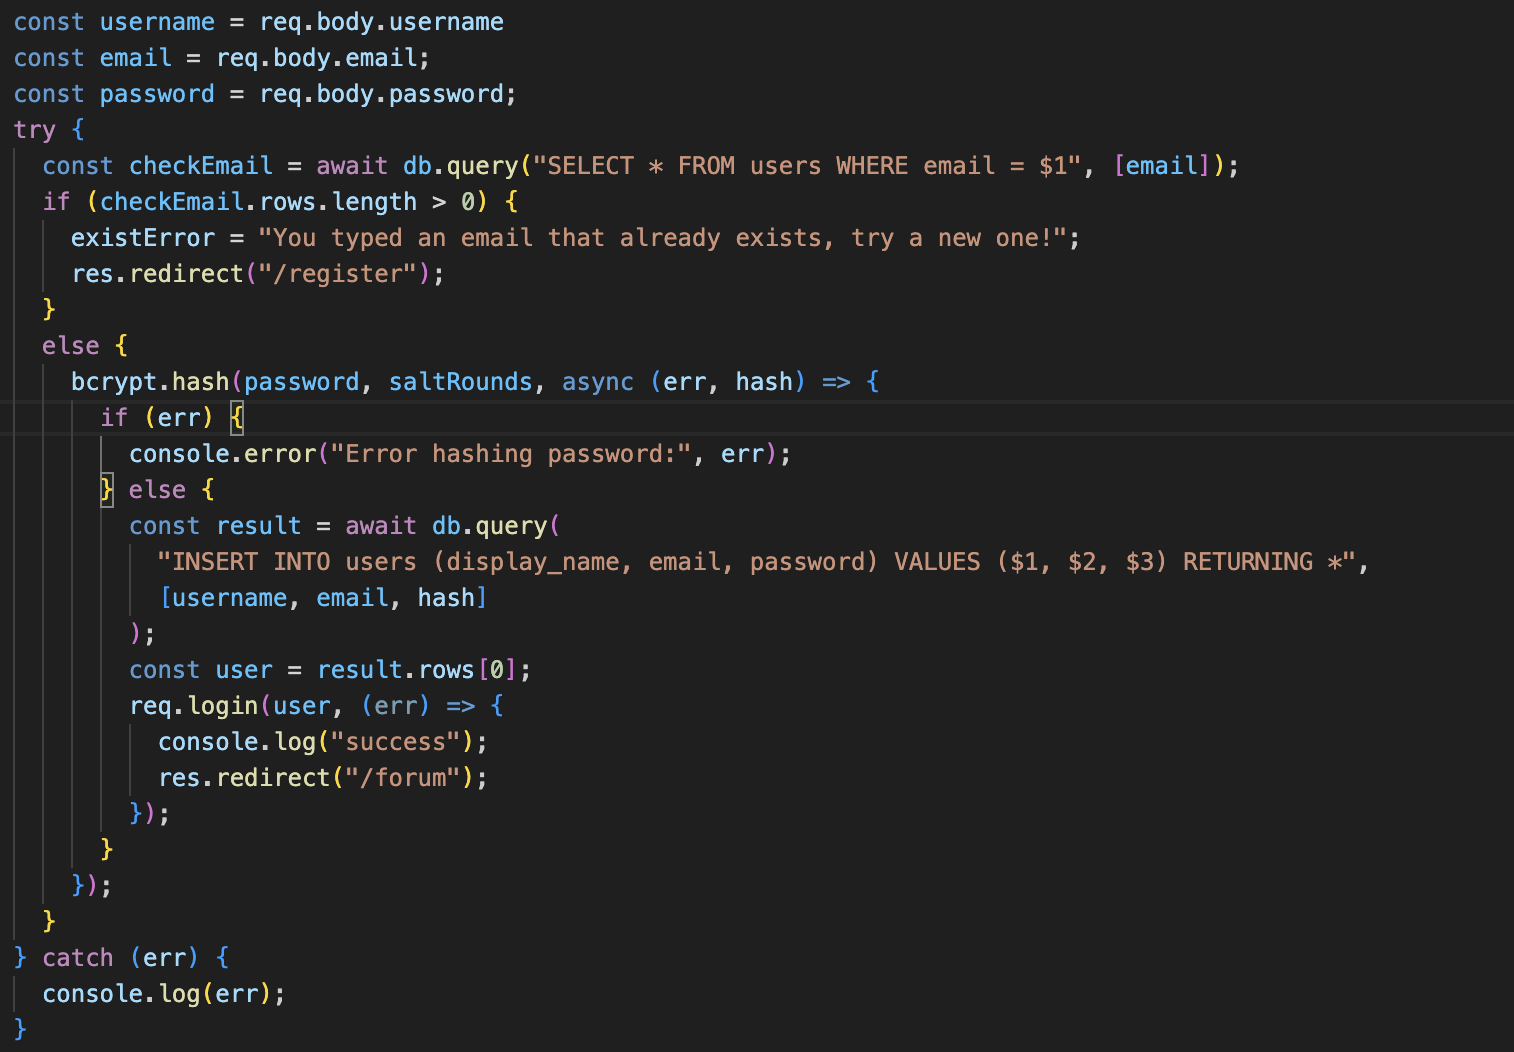 const username = req.body.username
const email = req.body.email;
const password = req.body.password;
try {
  const checkEmail = await db.query("SELECT * FROM users WHERE email = $1", [email]);
  if (checkEmail.rows.length > 0) {
    existError = "You typed an email that already exists, try a new one!";
    res.redirect("/register");
  }
  else {
    bcrypt.hash(password, saltRounds, async (err, hash) => {
      if (err) {
        console.error("Error hashing password:", err);
      } else {
        const result = await db.query(
          "INSERT INTO users (display_name, email, password) VALUES ($1, $2, $3) RETURNING *",
          [username, email, hash]
        );
        const user = result.rows[0];
        req.login(user, (err) => {
          console.log("success");
          res.redirect("/forum");
        });
      }
    });
  }
} catch (err) {
  console.log(err);
}